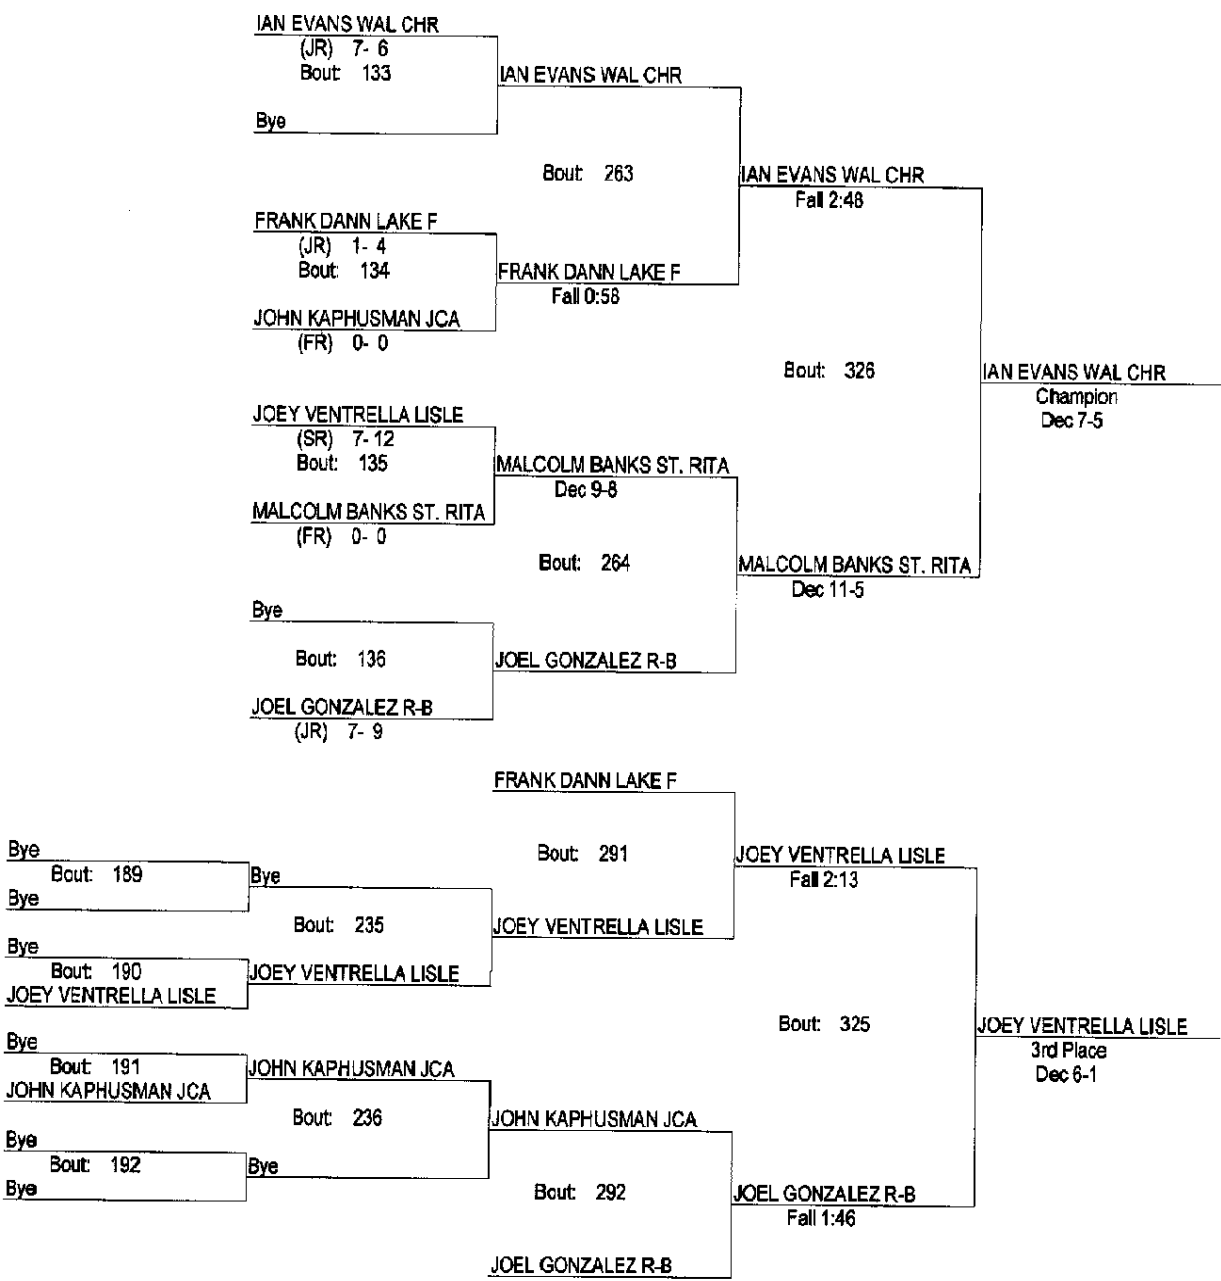 IAN EVANS WAL CHR
(JR) 7- 6
Bout: 133
IAN EVANS WAL CHR
Bye
Bout: 263
IAN EVANS WAL CHR
Fall 2:48
FRANK DANN LAKE F
(JR) 1- 4
Bout: 134
FRANK DANN LAKE F
Fall 0:58
JOHN KAPHUSMAN JCA
(FR) 0- 0
Bout: 326
IAN EVANS WAL CHR
Champion
Dec 7-5
JOEY VENTRELLA LISLE
(SR) 7- 12
Bout: 135
MALCOLM BANKS ST. RITA
Dec 9-8
MALCOLM BANKS ST. RITA
(FR) 0- 0
Bout: 264
MALCOLM BANKS ST. RITA
Dec 11-5
Bye
Bout: 136
JOEL GONZALEZ R-B
JOEL GONZALEZ R-B
(JR) 7- 9
FRANK DANN LAKE F
Bout: 291
JOEY VENTRELLA LISLE
Fall 2:13
Bye
Bout: 189
Bye
Bye
Bout: 235
JOEY VENTRELLA LISLE
Bye
Bout: 190
JOEY VENTRELLA LISLE
JOEY VENTRELLA LISLE
Bout: 325
JOEY VENTRELLA LISLE
3rd Place
Dec 6-1
Bye
Bout: 191
JOHN KAPHUSMAN JCA
JOHN KAPHUSMAN JCA
Bout: 236
JOHN KAPHUSMAN JCA
Bye
Bout: 192
Bye
Bye
Bout: 292
JOEL GONZALEZ R-B
Fall 1:46
JOEL GONZALEZ R-B